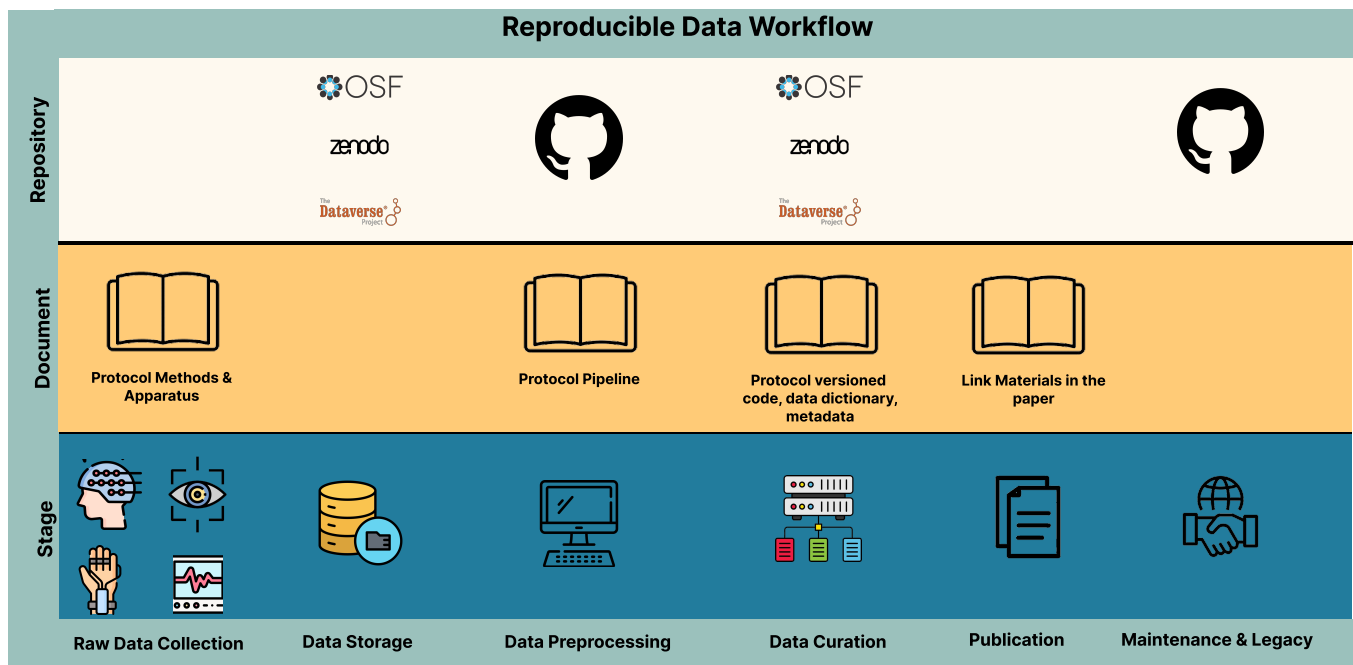 Reproducible Data Workflow
Repository
OSF
zenodo
The
Dataverse®
Project
OSF
zenodo
The
Dataverse®
Project
Document
Protocol Methods &
Apparatus
Protocol Pipeline
Protocol versioned
code, data dictionary,
metadata
Link Materials in the
paper
Stage
Raw Data Collection
Data Storage
Data Preprocessing
Data Curation
Publication
Maintenance & Legacy